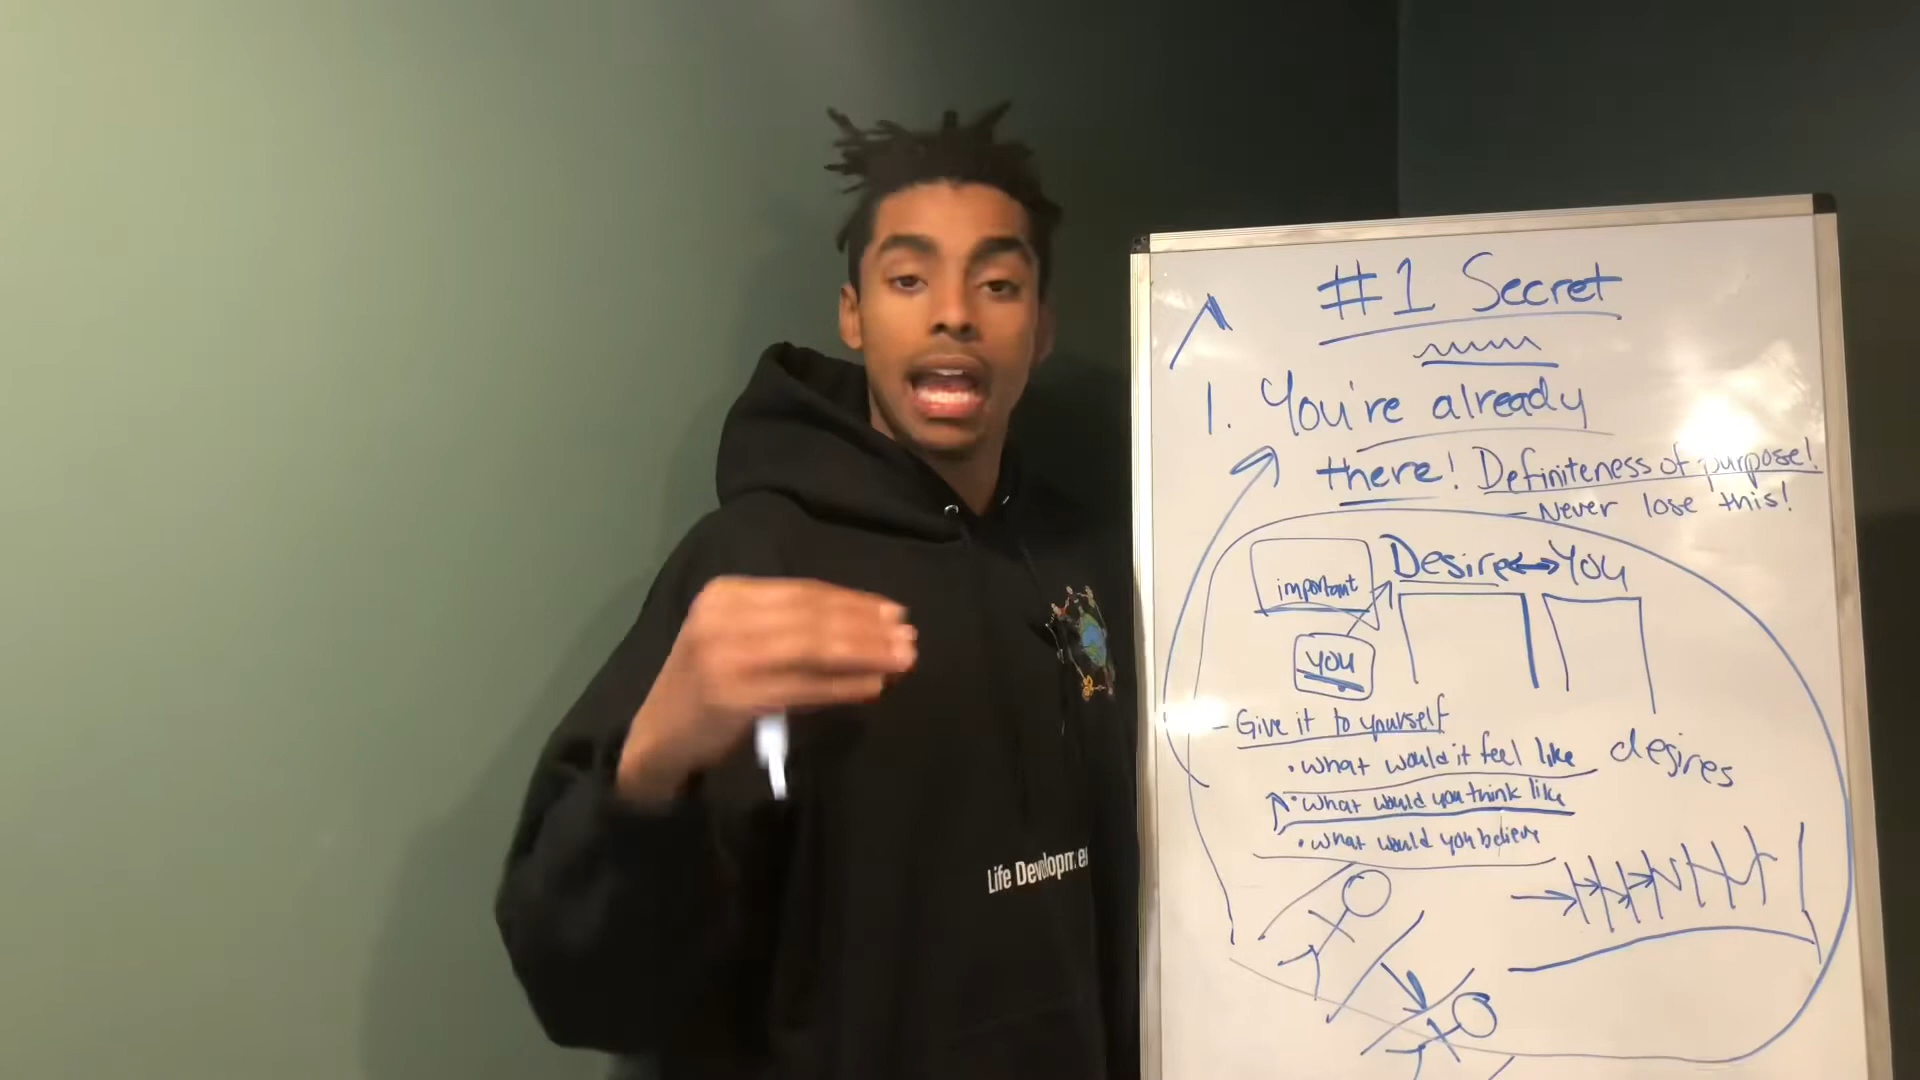 #1 Secret
1. You're already
there! Definiteness of purpose!
- Never lose this!
important
Desire ↔ You
you
- Give it to yourself
• What would it feel like
desires
• What would you think like
• What would you believe
Life Developme